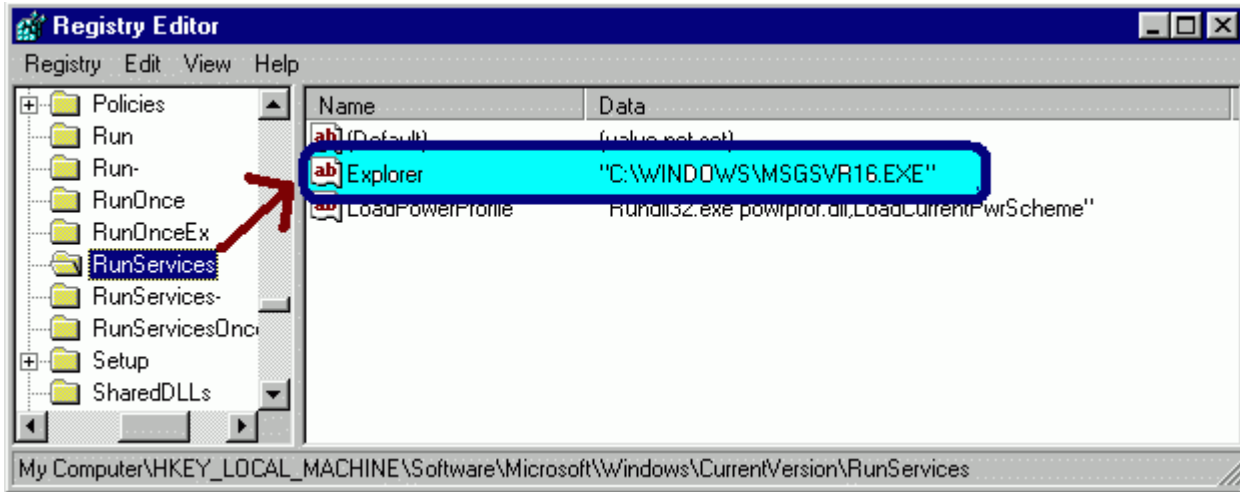 Registry Editor
Registry Edit View Help
Name Data
Policies
Run
Run-
RunOnce
RunOnceEx
RunServices
RunServices-
RunServicesOnc
Setup
SharedDLLs
(Default) (value not set)
Explorer "C:\WINDOWS\MSGSVR16.EXE"
LoadPowerProfile "Rundll32.exe powrprof.dll,LoadCurrentPwrScheme"
My Computer\HKEY_LOCAL_MACHINE\Software\Microsoft\Windows\CurrentVersion\RunServices